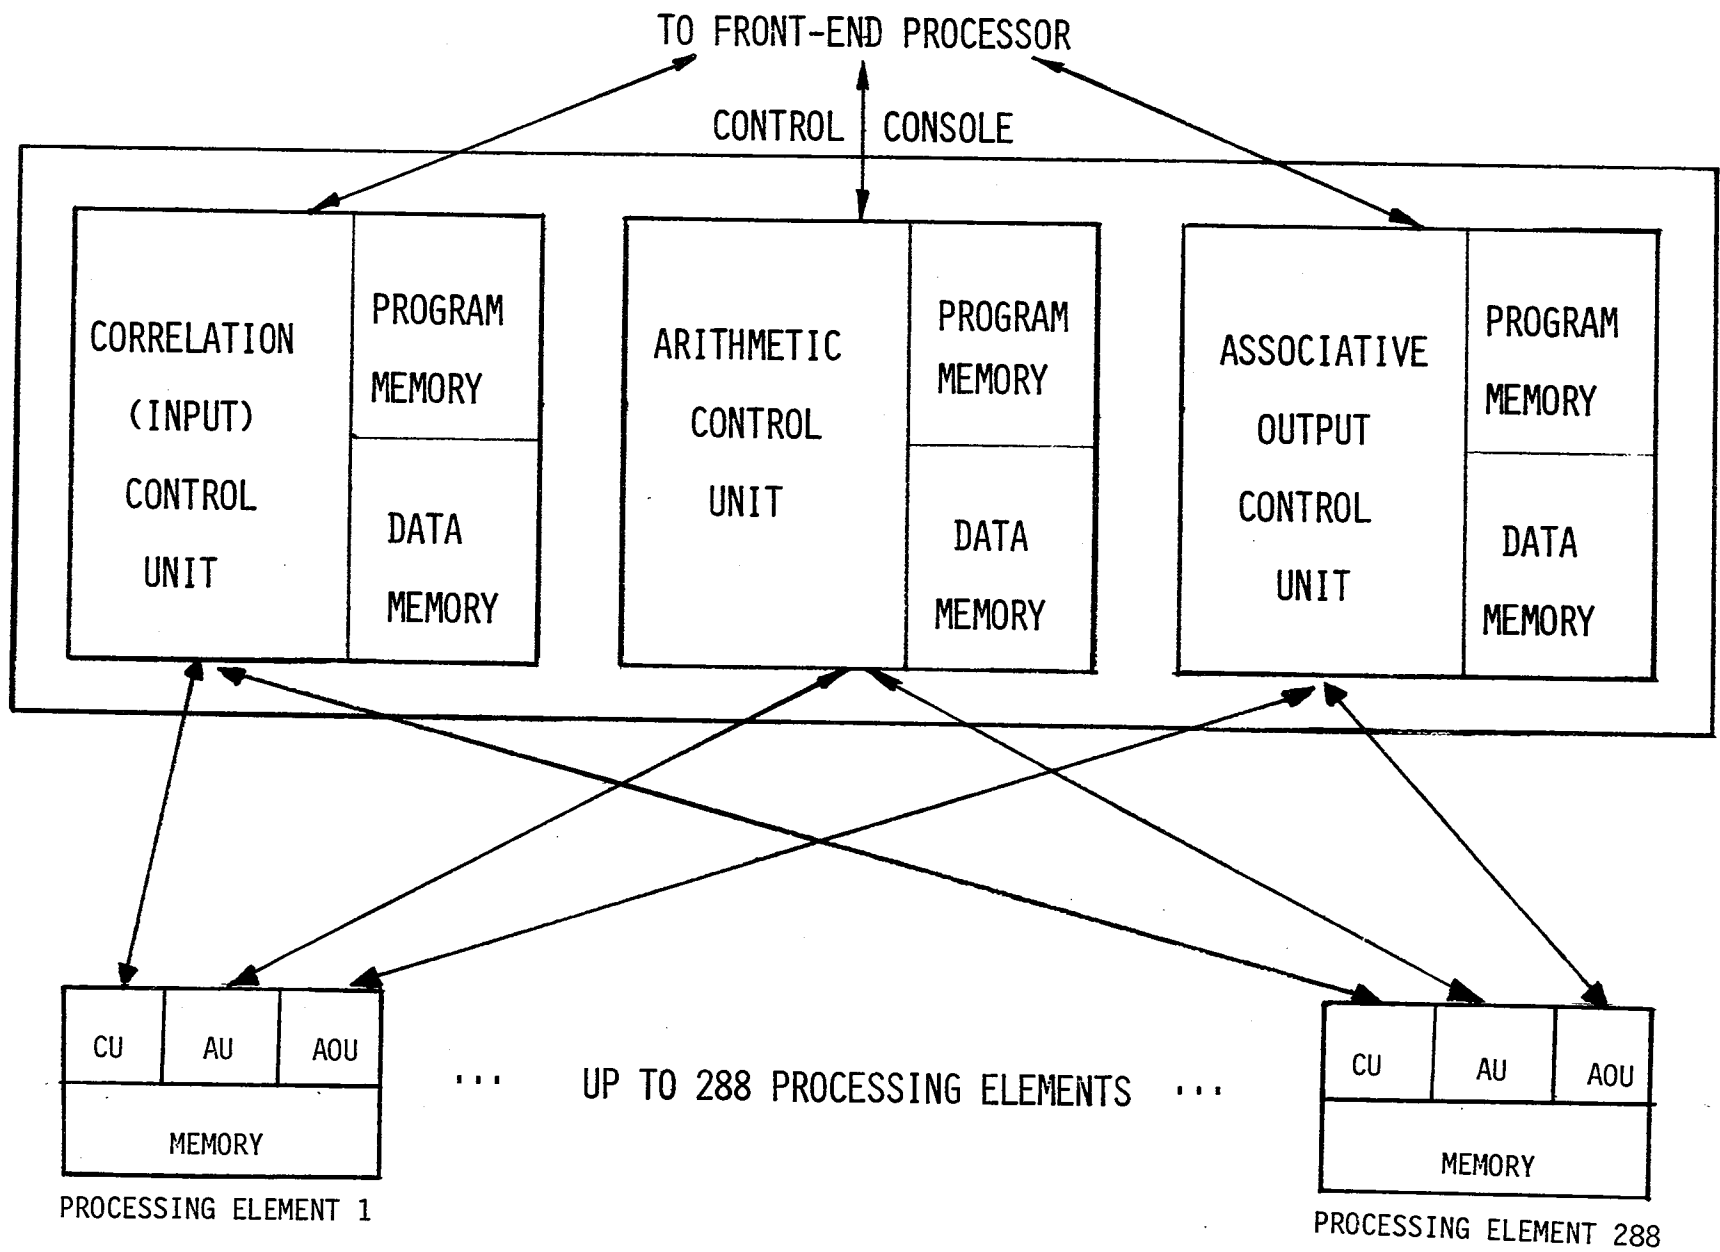 TO FRONT-END PROCESSOR
CONTROL CONSOLE
CORRELATION
(INPUT)
CONTROL
UNIT
PROGRAM
MEMORY
DATA
MEMORY
ARITHMETIC
CONTROL
UNIT
PROGRAM
MEMORY
DATA
MEMORY
ASSOCIATIVE
OUTPUT
CONTROL
UNIT
PROGRAM
MEMORY
DATA
MEMORY
CU
AU
AOU
MEMORY
PROCESSING ELEMENT 1
... UP TO 288 PROCESSING ELEMENTS ...
CU
AU
AOU
MEMORY
PROCESSING ELEMENT 288